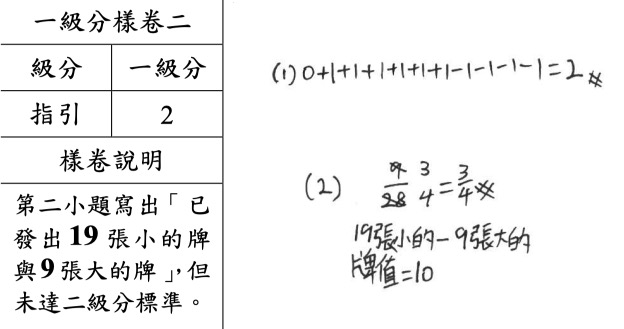 一級分樣卷二
級分 一級分
指引 2
樣卷說明
第二小題寫出「已
發出19張小的牌
與9張大的牌」,但
未達二級分標準。
(1) 0+1+1+1+1+1+1-1-1-1-1=2
(2) 28 3/4=3/4
19張小的-9張大的
牌值=10